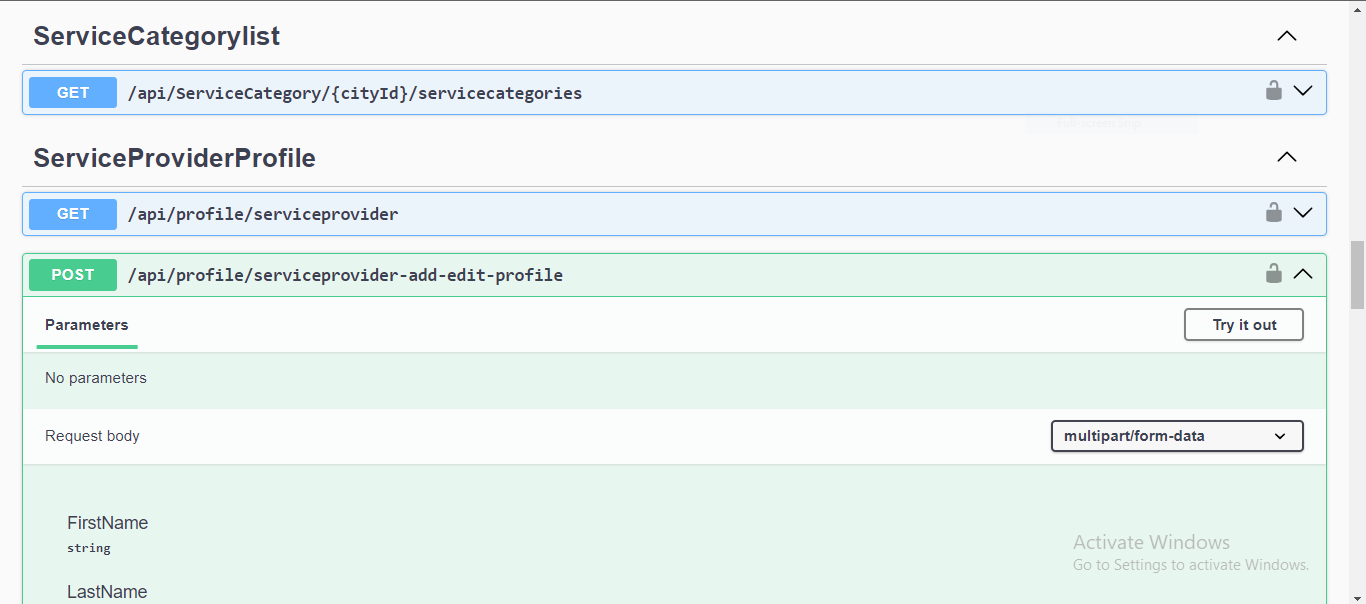 ServiceCategorylist
GET /api/ServiceCategory/{cityId}/servicecategories
ServiceProviderProfile
GET /api/profile/serviceprovider
POST /api/profile/serviceprovider-add-edit-profile
Parameters Try it out
No parameters
Request body multipart/form-data
FirstName
string
Activate Windows
Go to Settings to activate Windows.
LastName